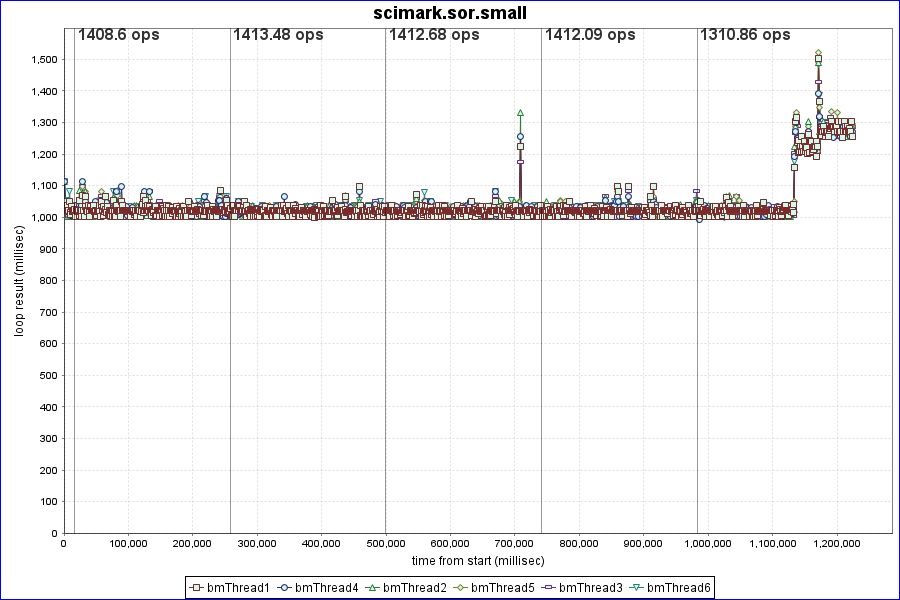 scimark.sor.small
1408.6 ops 1413.48 ops 1412.68 ops 1412.09 ops 1310.86 ops
1,500
1,400
1,300
1,200
1,100
1,000
900
800
700
600
500
400
300
200
100
0
loop result (millisec)
0 100,000 200,000 300,000 400,000 500,000 600,000 700,000 800,000 900,000 1,000,000 1,100,000 1,200,000
time from start (millisec)
bmThread1 bmThread4 bmThread2 bmThread5 bmThread3 bmThread6